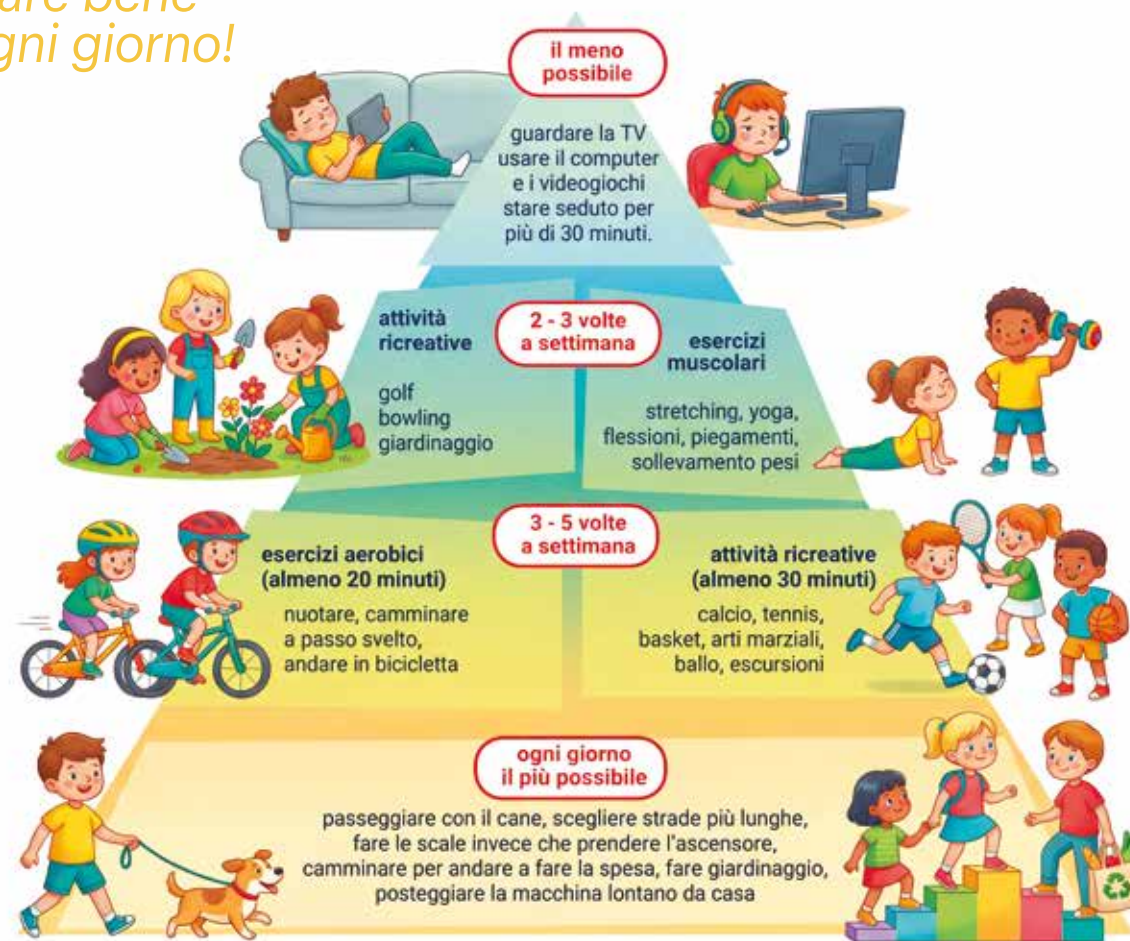 bene
giorno!
il meno
possibile
guardare la TV
usare il computer
e i videogiochi
stare seduto per
più di 30 minuti.
attività
ricreative
golf
bowling
giardinaggio
2 - 3 volte
a settimana
esercizi
muscolari
stretching, yoga,
flessioni, piegamenti,
sollevamento pesi
3 - 5 volte
a settimana
esercizi aerobici
(almeno 20 minuti)
nuotare, camminare
a passo svelto,
andare in bicicletta
attività ricreative
(almeno 30 minuti)
calcio, tennis,
basket, arti marziali,
ballo, escursioni
ogni giorno
il più possibile
passeggiare con il cane, scegliere strade più lunghe,
fare le scale invece che prendere l'ascensore,
camminare per andare a fare la spesa, fare giardinaggio,
posteggiare la macchina lontano da casa